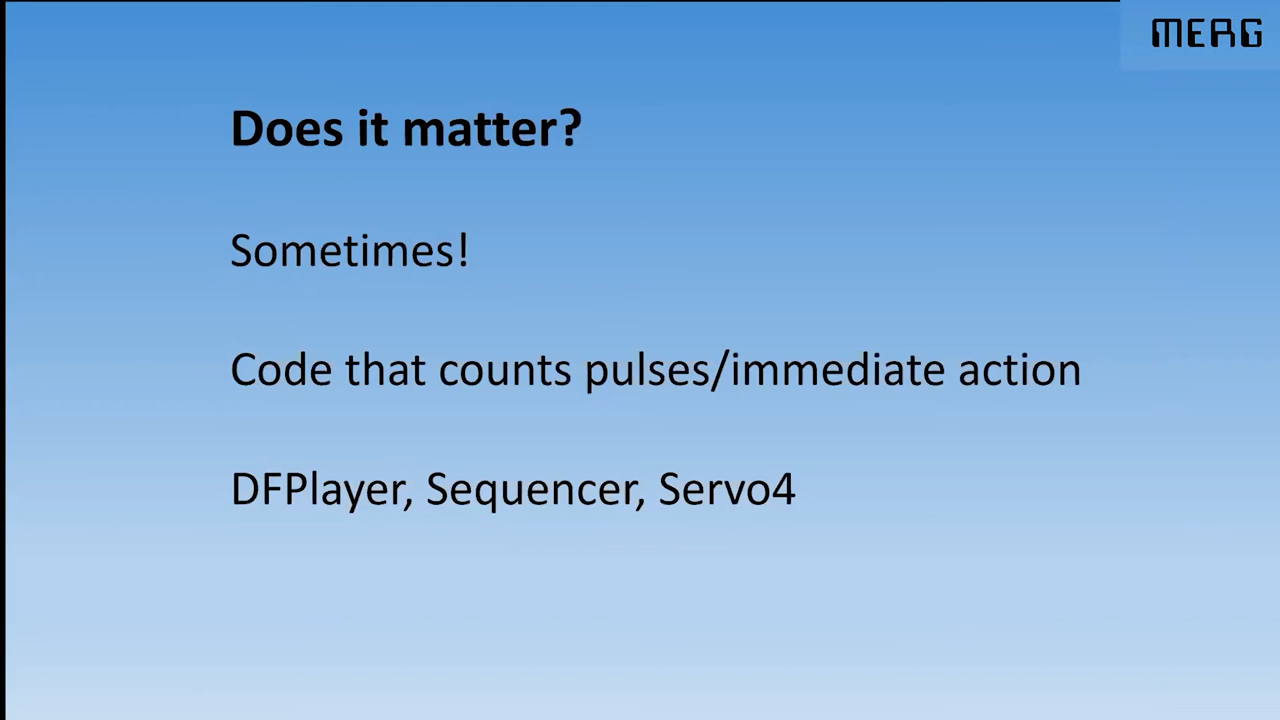 MERG
Does it matter?
Sometimes!
Code that counts pulses/immediate action
DFPlayer, Sequencer, Servo4